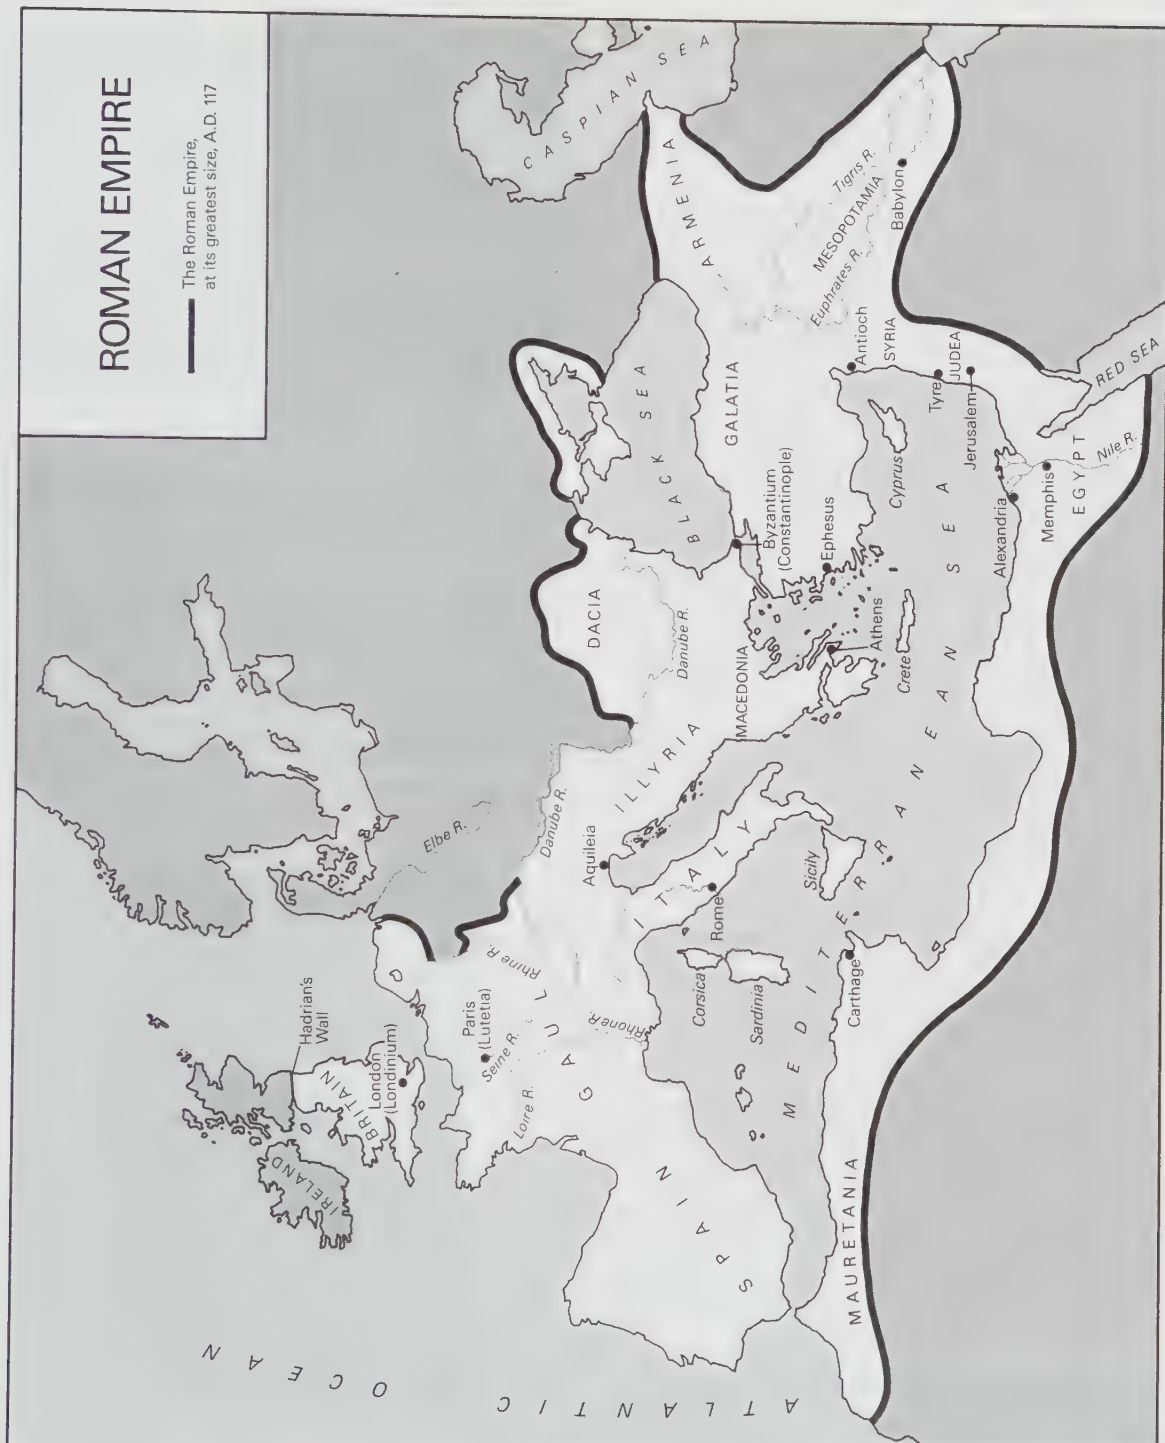 ROMAN EMPIRE
The Roman Empire,
at its greatest size, A.D. 117
CASPIAN SEA
ARMENIA
Tigris R.
MESOPOTAMIA
Euphrates R.
Babylon
BLACK SEA
GALATIA
Antioch
SYRIA
Tyre
JUDEA
Jerusalem
RED SEA
Cyprus
Byzantium
(Constantinople)
Ephesus
Alexandria
Memphis
EGYPT
Nile R.
DACIA
Danube R.
MACEDONIA
Athens
Crete
ILLYRIA
Elbe R.
Danube R.
Aquileia
ITALY
Rome
Sicily
MEDITERRANEAN SEA
Corsica
Sardinia
Carthage
Hadrian's
Wall
BRITAIN
London
(Londinium)
IRELAND
Paris
(Lutetia)
Seine R.
Rhine R.
Loire R.
GAUL
Rhone R.
SPAIN
MAURETANIA
ATLANTIC OCEAN